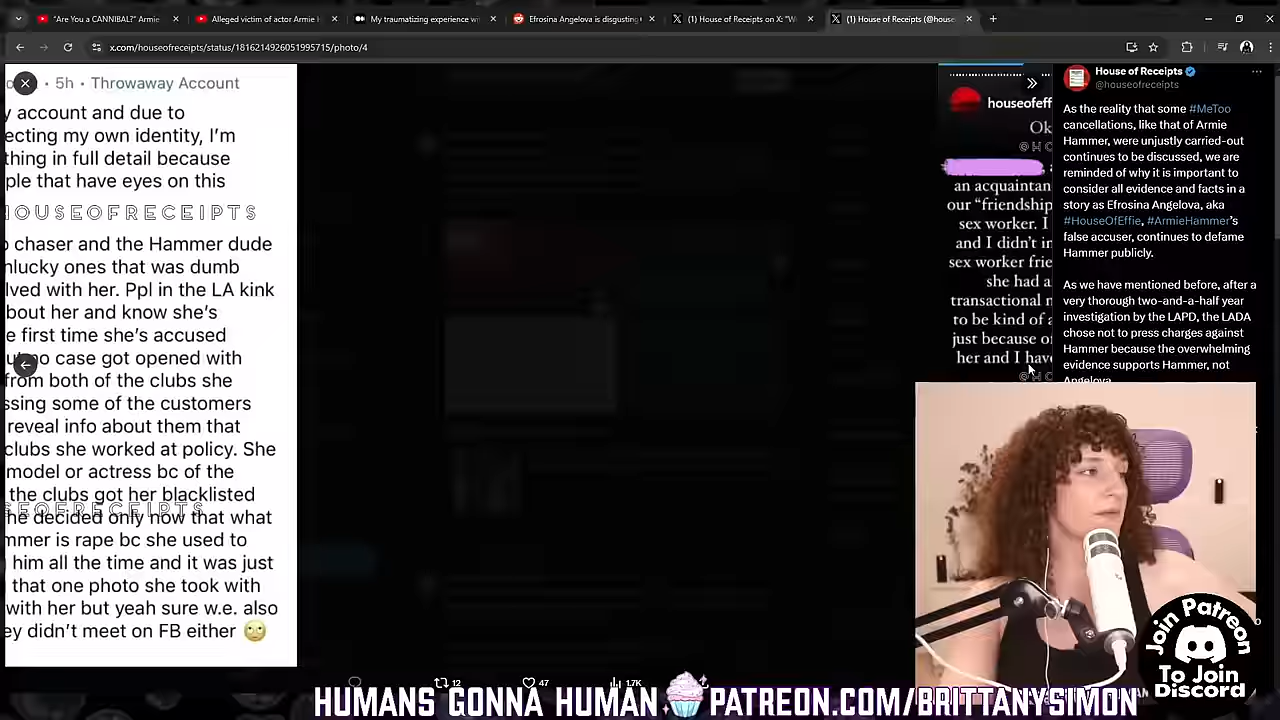 "Are You a CANNIBAL?" Armie
Alleged victim of actor Armie
My traumatizing experience wi
Efrosina Angelova is disgusting
(1) House of Receipts on X: "W
(1) House of Receipts (@house
x.com/houseofreceipts/status/1816214926051995715/photo/4
· 5h · Throwaway Account
y account and due to
ecting my own identity, I'm
thing in full detail because
ple that have eyes on this
HOUSEOFRECEIPTS
chaser and the Hammer dude
nlucky ones that was dumb
lved with her. Ppl in the LA kink
bout her and know she's
e first time she's accused
no case got opened with
from both of the clubs she
ssing some of the customers
reveal info about them that
clubs she worked at policy. She
model or actress bc of the
the clubs got her blacklisted
SEOFRECEIPTS
he decided only now that what
mmer is rape bc she used to
him all the time and it was just
that one photo she took with
with her but yeah sure w.e. also
ey didn't meet on FB either 🙄
12
47
1.7K
houseofeff
Ok
@HO
an acquaintan
our "friendship
sex worker. I
and I didn't in
sex worker frie
she had a
transactional n
to be kind of a
just because o
her and I have
@HO
House of Receipts
@houseofreceipts
As the reality that some #MeToo
cancellations, like that of Armie
Hammer, were unjustly carried-out
continues to be discussed, we are
reminded of why it is important to
consider all evidence and facts in a
story as Efrosina Angelova, aka
#HouseOfEffie, #ArmieHammer's
false accuser, continues to defame
Hammer publicly.
As we have mentioned before, after a
very thorough two-and-a-half year
investigation by the LAPD, the LADA
chose not to press charges against
Hammer because the overwhelming
evidence supports Hammer, not
Angelova
Join Patreon
To Join
Discord
HUMANS GONNA HUMAN 🧁 PATREON.COM/BRITTANYSIMON